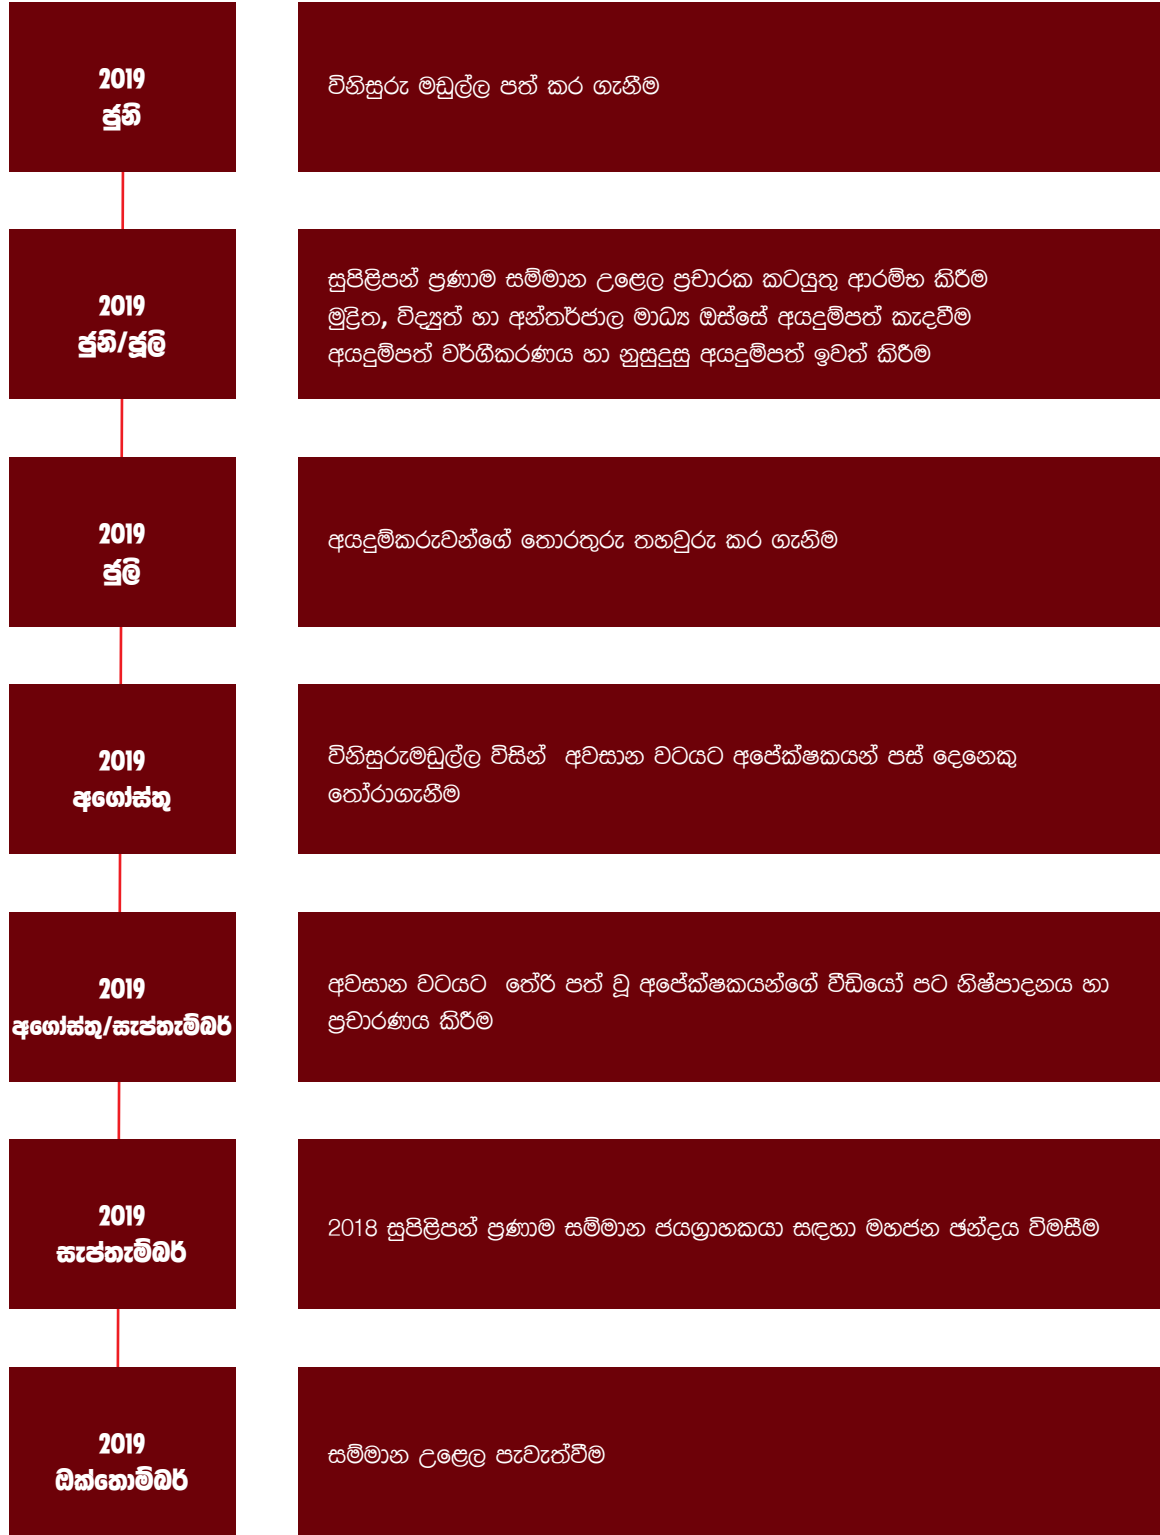 2019
ජුනි
විනිසුරු මඩුල්ල පත් කර ගැනීම
2019
ජුනි/ජූලි
සුපිළිපන් ප්‍රණාම සම්මාන උළෙල ප්‍රචාරක කටයුතු ආරම්භ කිරීම
මුද්‍රිත, විද්‍යුත් හා අන්තර්ජාල මාධ්‍ය ඔස්සේ අයදුම්පත් කැදවීම
අයදුම්පත් වර්ගීකරණය හා නුසුදුසු අයදුම්පත් ඉවත් කිරීම
2019
ජුලි
අයදුම්කරුවන්ගේ තොරතුරු තහවුරු කර ගැනිම
2019
අගෝස්තු
විනිසුරුමඩුල්ල විසින් අවසාන වටයට අපේක්ෂකයන් පස් දෙනෙකු
තෝරාගැනීම
2019
අගෝස්තු/සැප්තැම්බර්
අවසාන වටයට තේරි පත් වූ අපේක්ෂකයන්ගේ වීඩියෝ පට නිෂ්පාදනය හා
ප්‍රචාරණය කිරීම
2019
සැප්තැම්බර්
2018 සුපිළිපන් ප්‍රණාම සම්මාන ජයග්‍රාහකයා සඳහා මහජන ඡන්දය විමසීම
2019
ඔක්තොම්බර්
සම්මාන උළෙල පැවැත්වීම